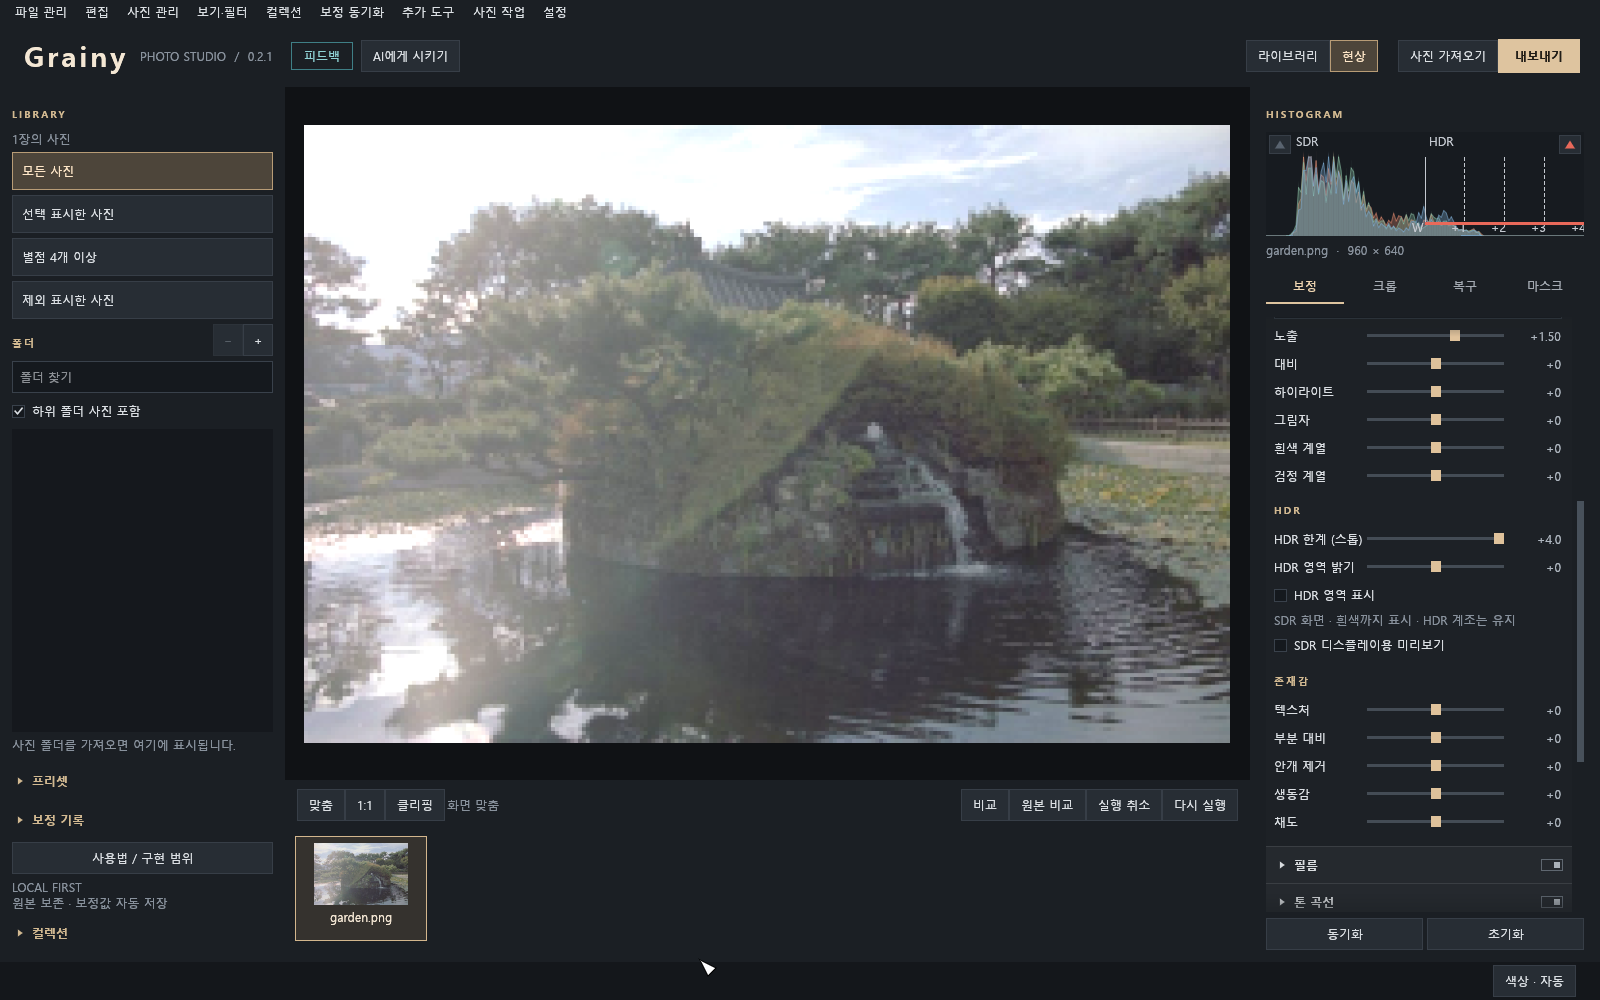 파일 관리 편집 사진 관리 보기·필터 컬렉션 보정 동기화 추가 도구 사진 작업 설정
Grainy PHOTO STUDIO / 0.2.1 피드백 AI에게 시키기 라이브러리 현상 사진 가져오기 내보내기
LIBRARY
1장의 사진
모든 사진
선택 표시한 사진
별점 4개 이상
제외 표시한 사진
폴더 − +
폴더 찾기
하위 폴더 사진 포함
사진 폴더를 가져오면 여기에 표시됩니다.
프리셋
보정 기록
사용법 / 구현 범위
LOCAL FIRST
원본 보존 · 보정값 자동 저장
컬렉션
맞춤 1:1 클리핑 화면 맞춤 비교 원본 비교 실행 취소 다시 실행
garden.png
HISTOGRAM
SDR HDR
W +1 +2 +3 +4
garden.png · 960 × 640
보정 크롭 복구 마스크
노출 +1.50
대비 +0
하이라이트 +0
그림자 +0
흰색 계열 +0
검정 계열 +0
HDR
HDR 한계 (스톱) +4.0
HDR 영역 밝기 +0
HDR 영역 표시
SDR 화면 · 흰색까지 표시 · HDR 계조는 유지
SDR 디스플레이용 미리보기
존재감
텍스처 +0
부분 대비 +0
안개 제거 +0
생동감 +0
채도 +0
필름
톤 곡선
동기화 초기화
색상 · 자동